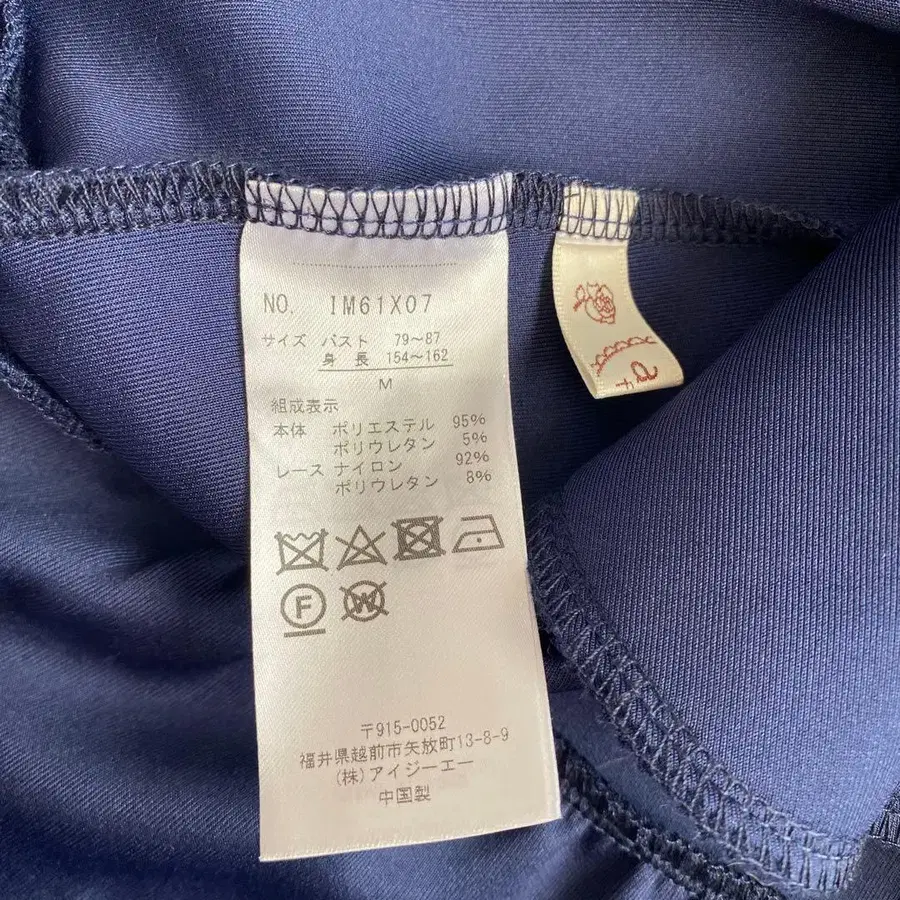 NO. IM61X07
サイズ バスト 79～87
身長 154～162
M
組成表示
本体 ポリエステル 95%
ポリウレタン 5%
レース ナイロン 92%
ポリウレタン 8%
F W
〒915-0052
福井県越前市矢放町13-8-9
(株)アイジーエー
中国製